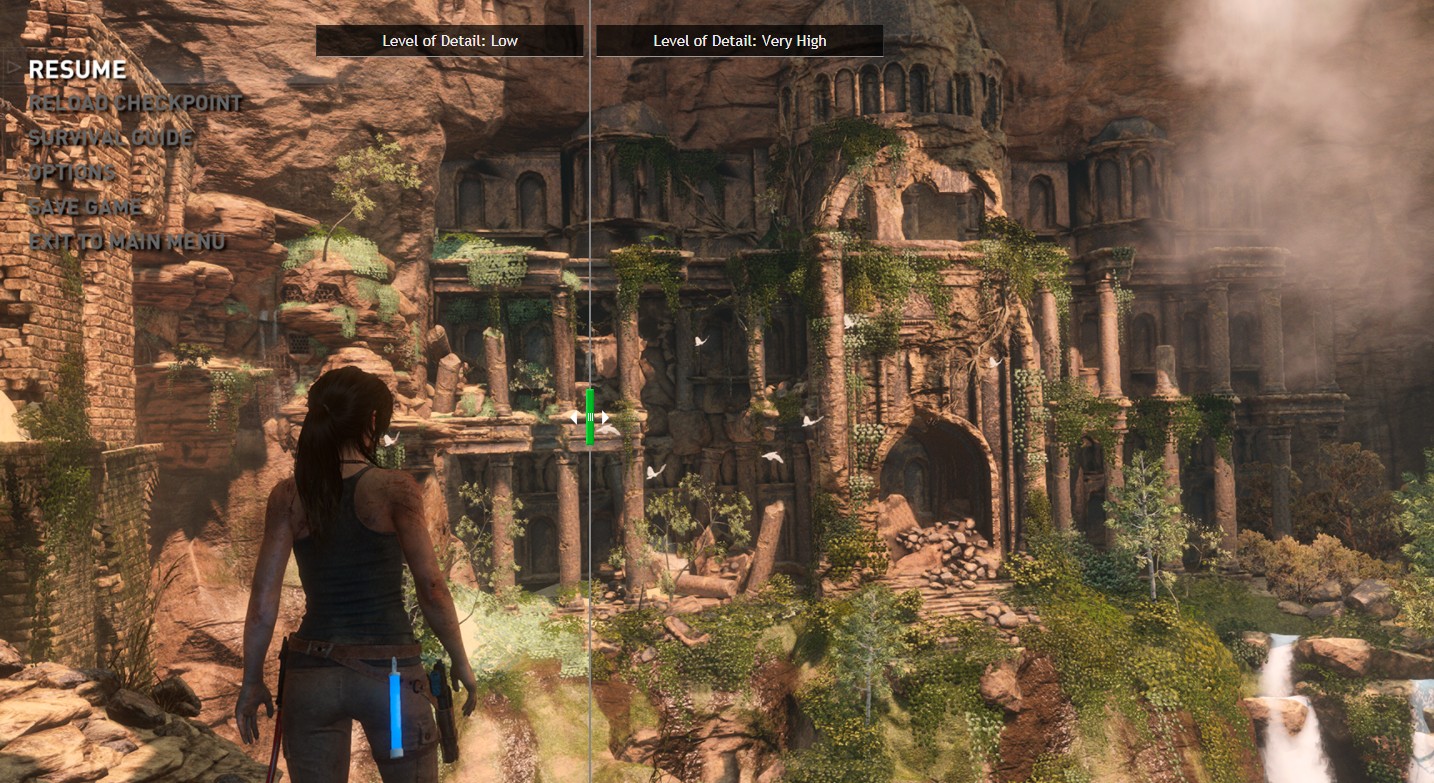 Level of Detail: Low
Level of Detail: Very High
RESUME
RELOAD CHECKPOINT
SURVIVAL GUIDE
OPTIONS
SAVE GAME
EXIT TO MAIN MENU